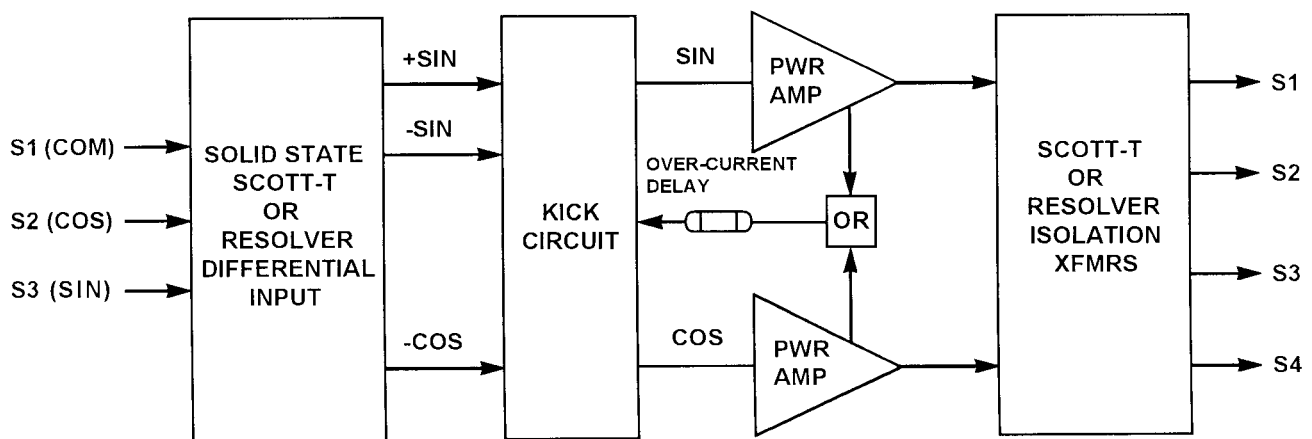 S1 (COM)
S2 (COS)
S3 (SIN)
SOLID STATE
SCOTT-T
OR
RESOLVER
DIFFERENTIAL
INPUT
+SIN
-SIN
-COS
KICK
CIRCUIT
SIN
COS
PWR
AMP
OVER-CURRENT
DELAY
OR
PWR
AMP
SCOTT-T
OR
RESOLVER
ISOLATION
XFMRS
S1
S2
S3
S4